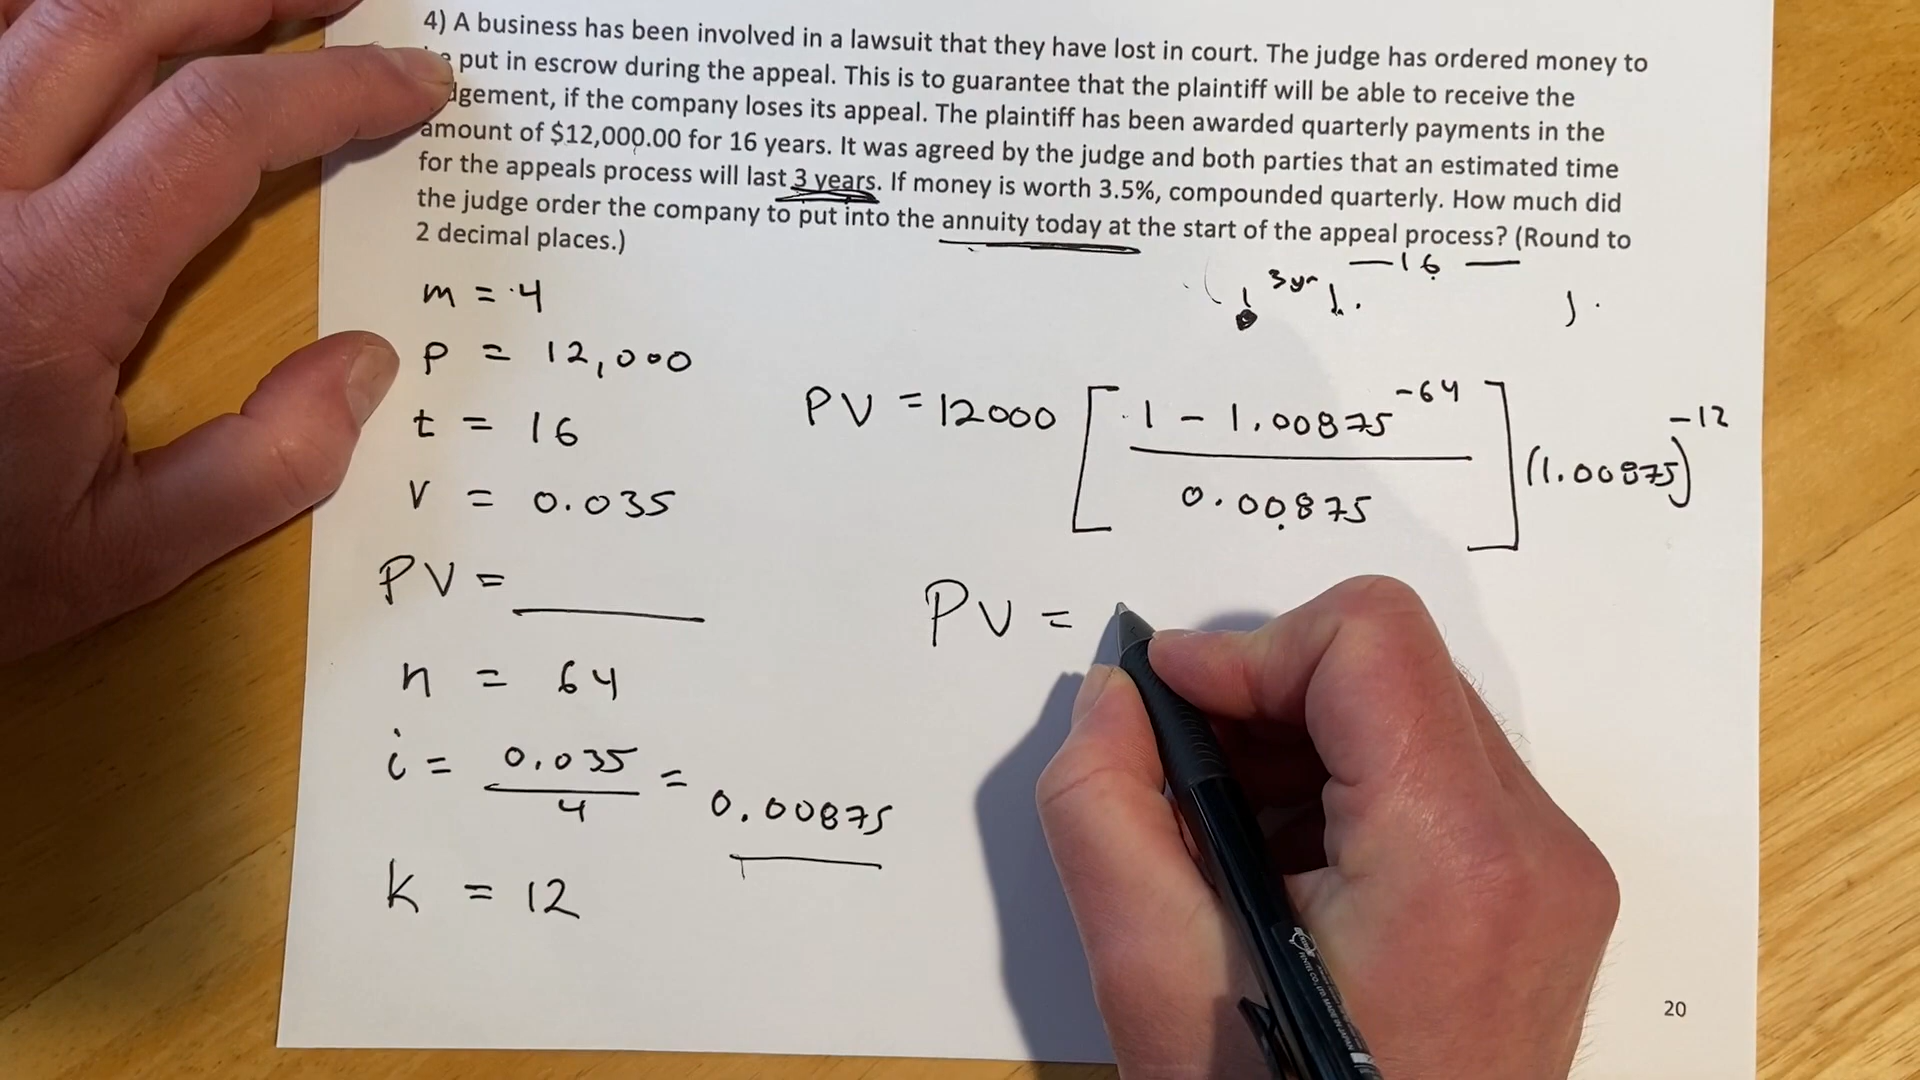 4) A business has been involved in a lawsuit that they have lost in court. The judge has ordered money to
put in escrow during the appeal. This is to guarantee that the plaintiff will be able to receive the
dgement, if the company loses its appeal. The plaintiff has been awarded quarterly payments in the
amount of $12,000.00 for 16 years. It was agreed by the judge and both parties that an estimated time
for the appeals process will last 3 years. If money is worth 3.5%, compounded quarterly. How much did
the judge order the company to put into the annuity today at the start of the appeal process? (Round to
2 decimal places.)
3yr 16
m = 4
P = 12,000
t = 16
r = 0.035
PV =
n = 64
i = 0.035 / 4 = 0.00875
k = 12
PV = 12000 [ 1 - 1.00875^-64 / 0.00875 ] (1.00875)^-12
PV =
20